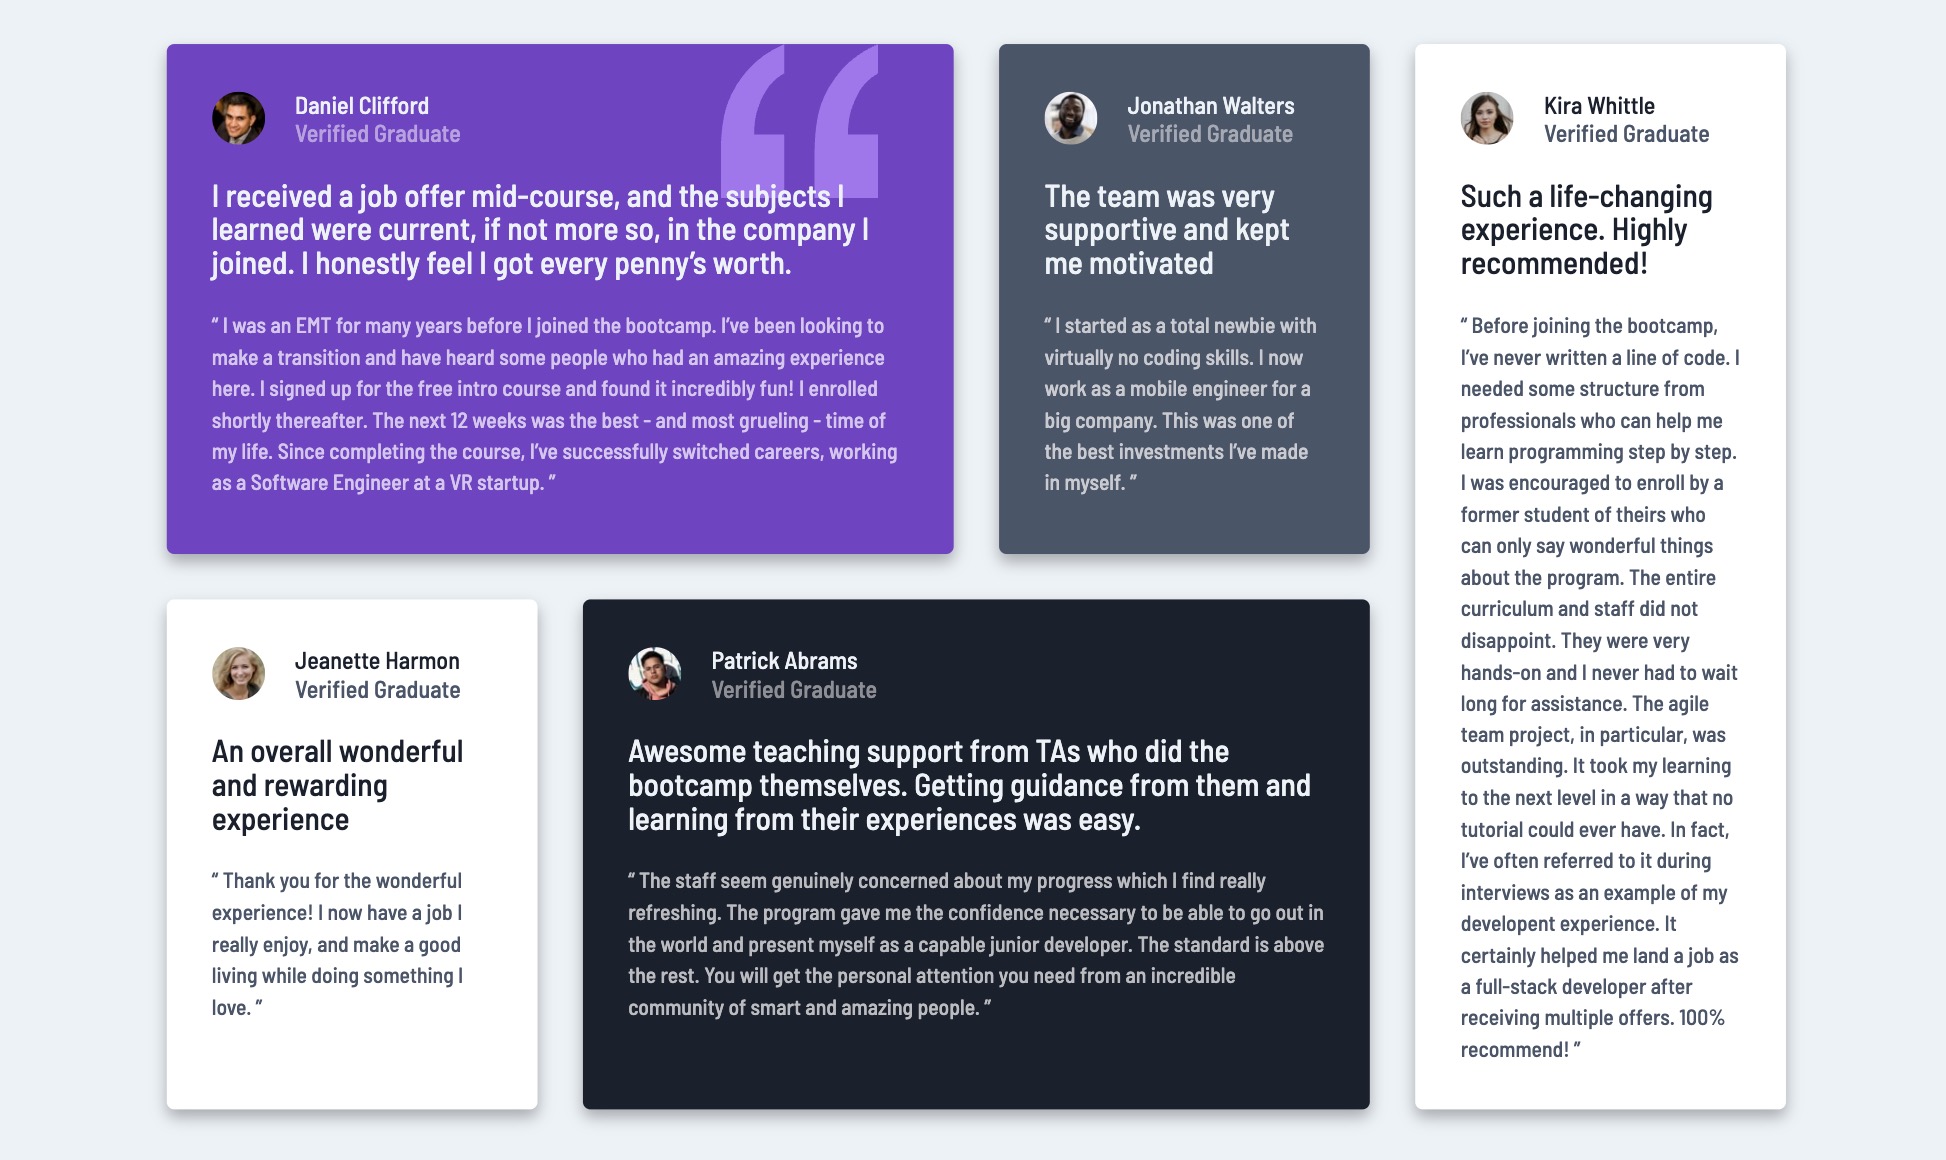 Daniel Clifford
Verified Graduate
I received a job offer mid-course, and the subjects I
learned were current, if not more so, in the company I
joined. I honestly feel I got every penny’s worth.
“ I was an EMT for many years before I joined the bootcamp. I’ve been looking to
make a transition and have heard some people who had an amazing experience
here. I signed up for the free intro course and found it incredibly fun! I enrolled
shortly thereafter. The next 12 weeks was the best - and most grueling - time of
my life. Since completing the course, I’ve successfully switched careers, working
as a Software Engineer at a VR startup. ”
Jonathan Walters
Verified Graduate
The team was very
supportive and kept
me motivated
“ I started as a total newbie with
virtually no coding skills. I now
work as a mobile engineer for a
big company. This was one of
the best investments I’ve made
in myself. ”
Kira Whittle
Verified Graduate
Such a life-changing
experience. Highly
recommended!
“ Before joining the bootcamp,
I’ve never written a line of code. I
needed some structure from
professionals who can help me
learn programming step by step.
I was encouraged to enroll by a
former student of theirs who
can only say wonderful things
about the program. The entire
curriculum and staff did not
disappoint. They were very
hands-on and I never had to wait
long for assistance. The agile
team project, in particular, was
outstanding. It took my learning
to the next level in a way that no
tutorial could ever have. In fact,
I’ve often referred to it during
interviews as an example of my
developent experience. It
certainly helped me land a job as
a full-stack developer after
receiving multiple offers. 100%
recommend! ”
Jeanette Harmon
Verified Graduate
An overall wonderful
and rewarding
experience
“ Thank you for the wonderful
experience! I now have a job I
really enjoy, and make a good
living while doing something I
love. ”
Patrick Abrams
Verified Graduate
Awesome teaching support from TAs who did the
bootcamp themselves. Getting guidance from them and
learning from their experiences was easy.
“ The staff seem genuinely concerned about my progress which I find really
refreshing. The program gave me the confidence necessary to be able to go out in
the world and present myself as a capable junior developer. The standard is above
the rest. You will get the personal attention you need from an incredible
community of smart and amazing people. ”